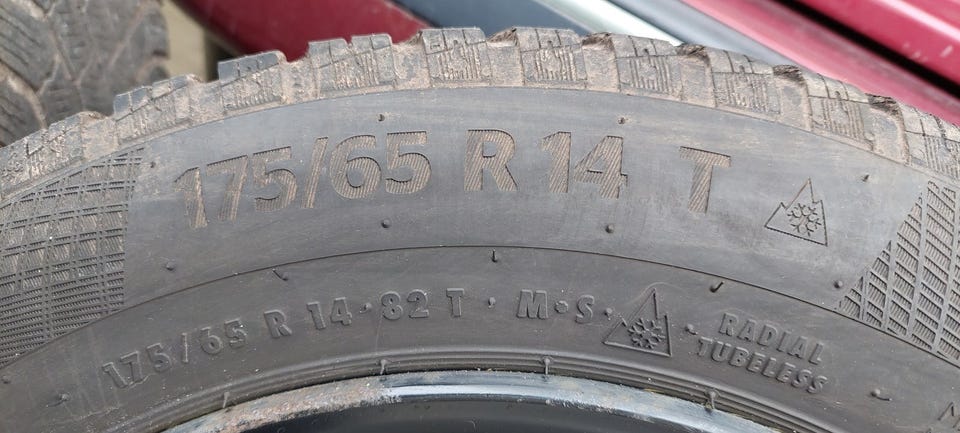 175/65 R 14 T
175/65 R 14 · 82 T · M·S · RADIAL
TUBELESS